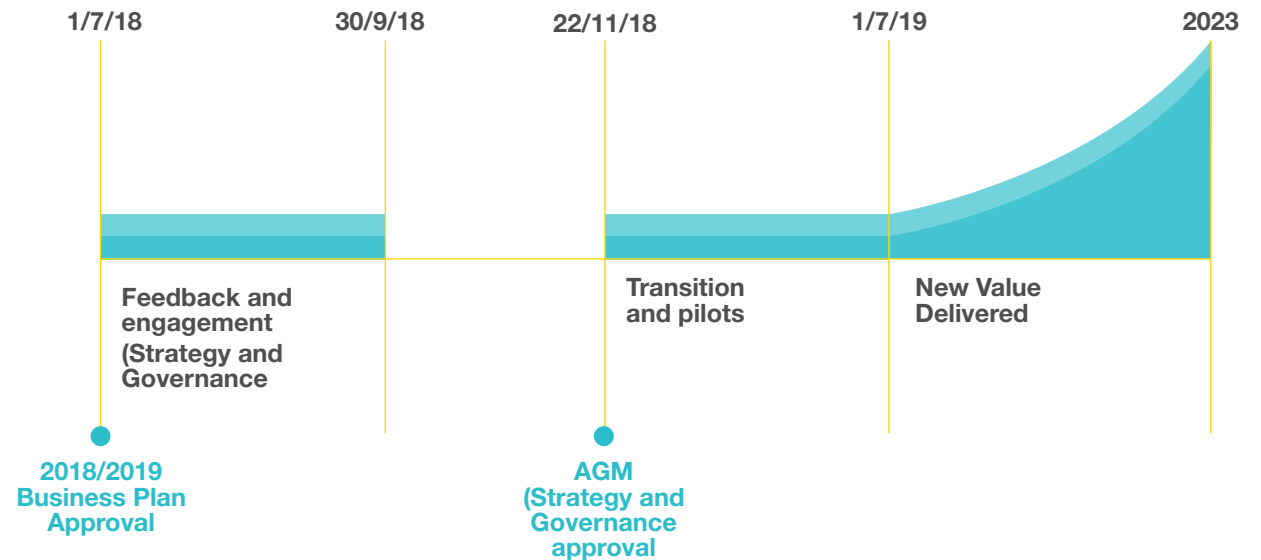 1/7/18
30/9/18
22/11/18
1/7/19
2023
Feedback and
engagement
(Strategy and
Governance
Transition
and pilots
New Value
Delivered
2018/2019
Business Plan
Approval
AGM
(Strategy and
Governance
approval